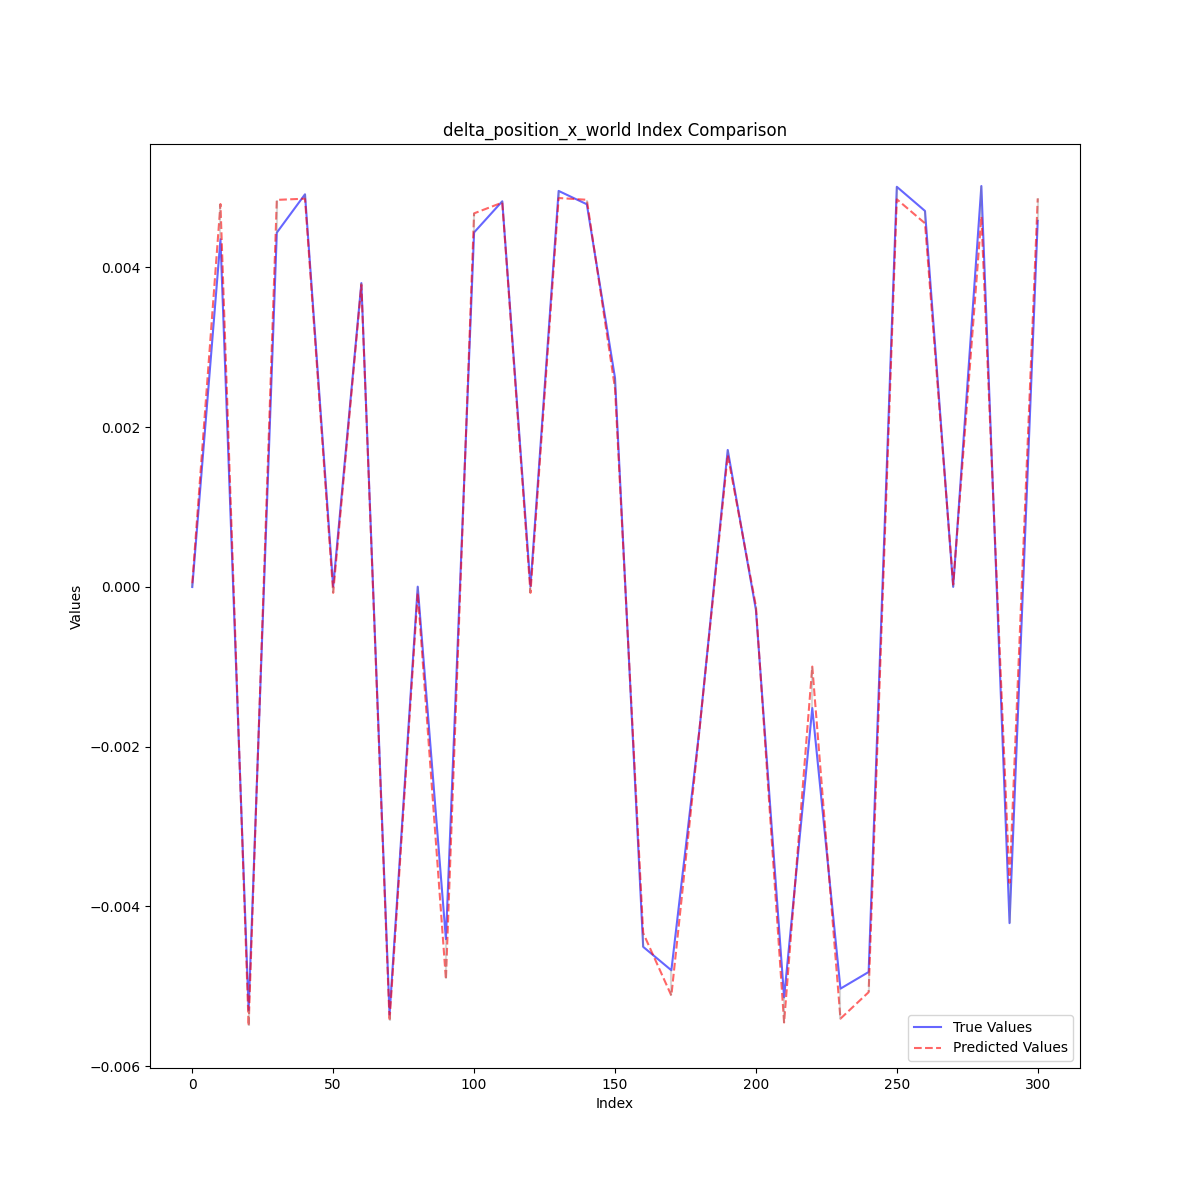 delta_position_x_world Index Comparison
Values
0.004
0.002
0.000
−0.002
−0.004
−0.006
0
50
100
150
200
250
300
Index
True Values
Predicted Values